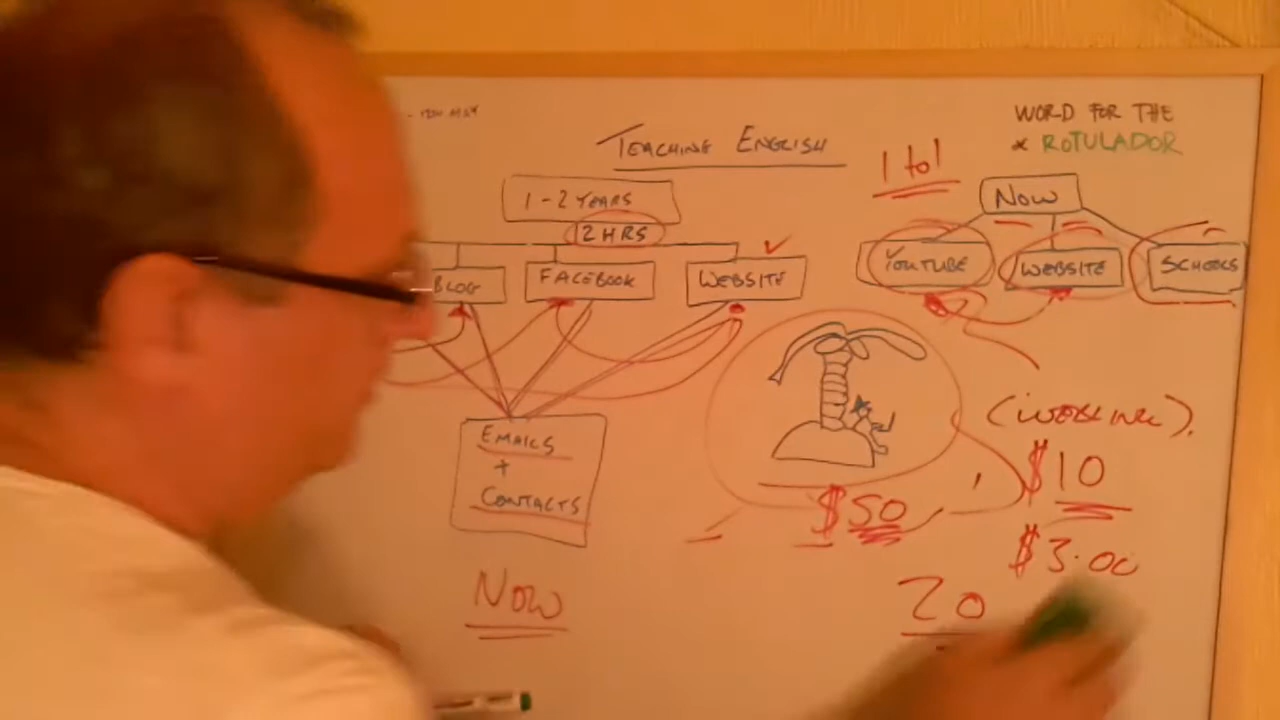 TEACHING ENGLISH
WORD FOR THE
* ROTULADOR
1 to 1
1-2 YEARS
NOW
2 HRS
BLOG
FACEBOOK
WEBSITE
YOUTUBE
WEBSITE
SCHOOLS
EMAILS
+
CONTACTS
$50
$10
$3.00
NOW
20